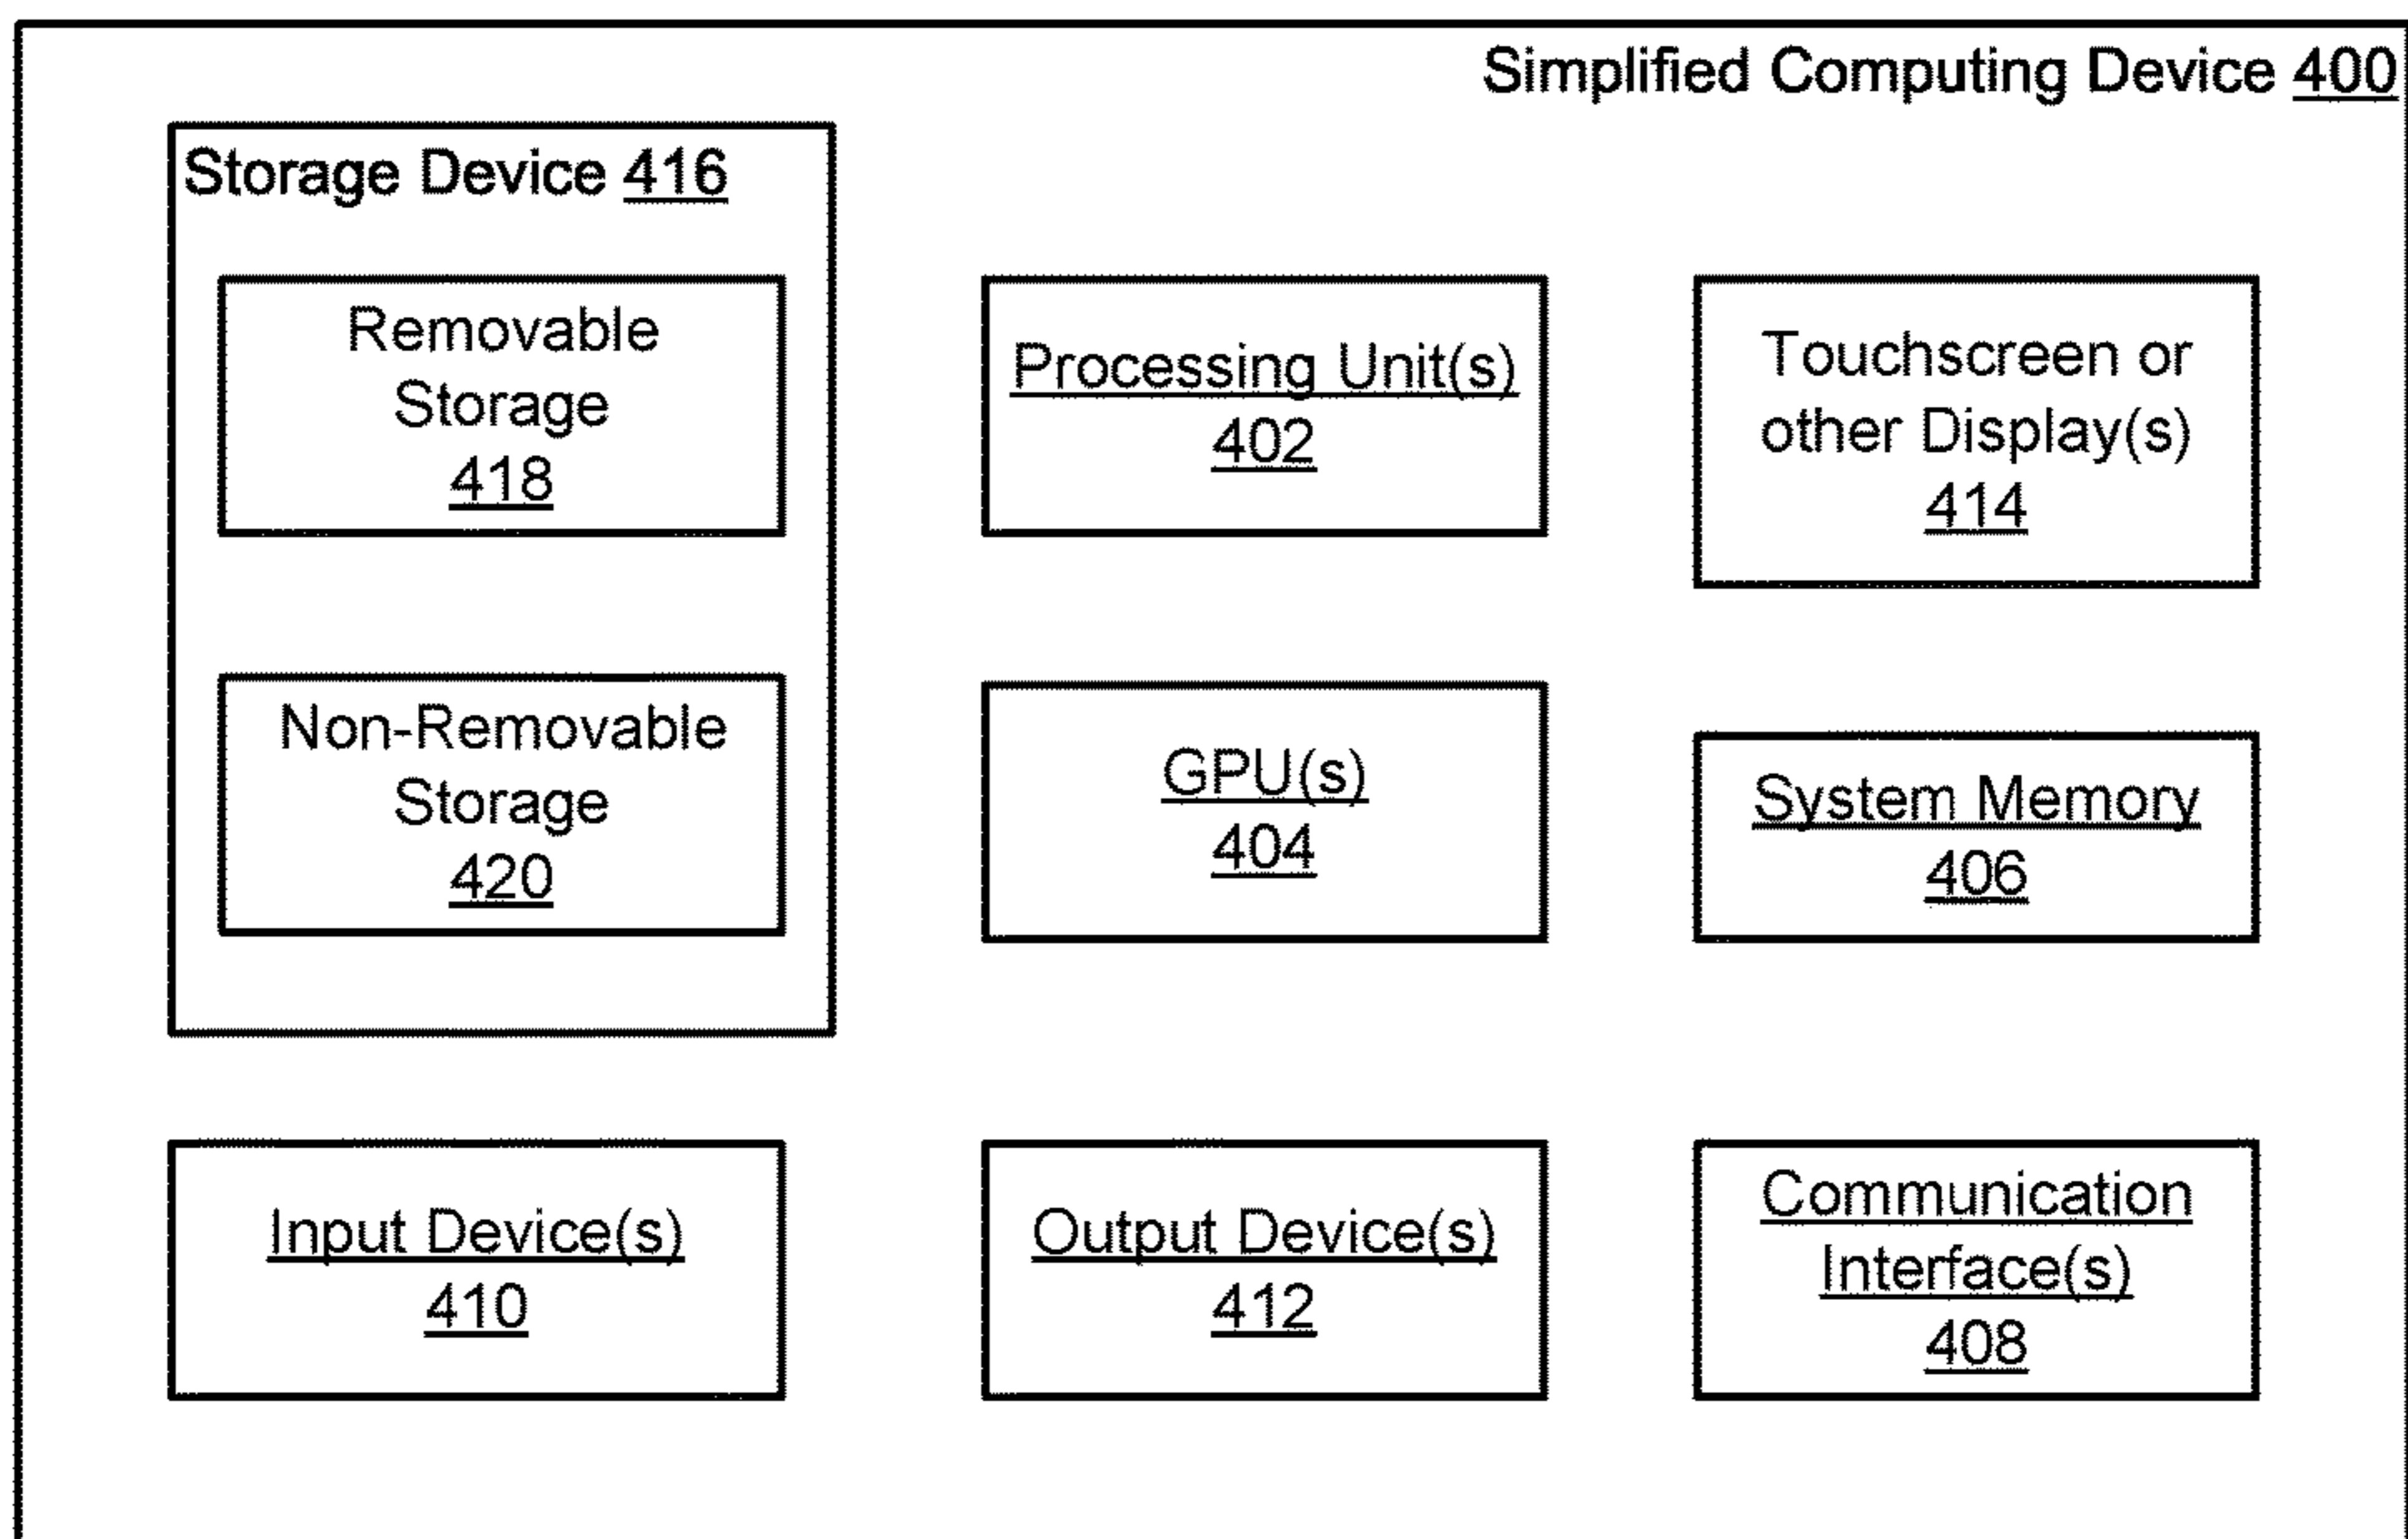 Simplified Computing Device 400
Storage Device 416
Removable
Storage
418
Processing Unit(s)
402
Touchscreen or
other Display(s)
414
Non-Removable
Storage
420
GPU(s)
404
System Memory
406
Input Device(s)
410
Output Device(s)
412
Communication
Interface(s)
408